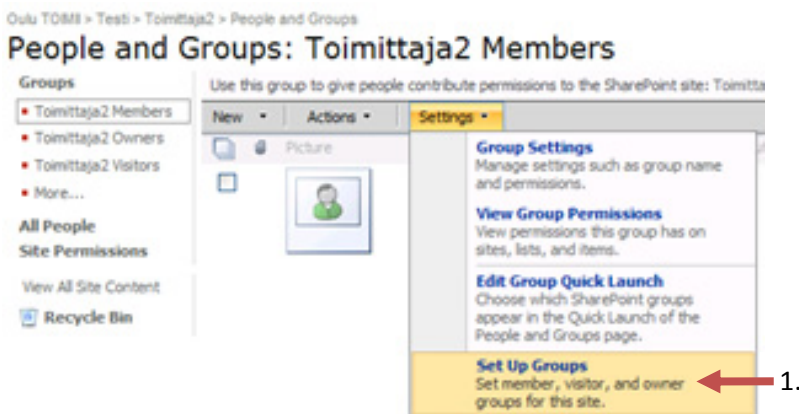 Oulu TOIMII > Testi > Toimittaja2 > People and Groups
People and Groups: Toimittaja2 Members
Groups
Toimittaja2 Members
Toimittaja2 Owners
Toimittaja2 Visitors
More...
All People
Site Permissions
View All Site Content
Recycle Bin
Use this group to give people contribute permissions to the SharePoint site: Toimitta
New Actions Settings
Picture
Group Settings
Manage settings such as group name
and permissions.
View Group Permissions
View permissions this group has on
sites, lists, and items.
Edit Group Quick Launch
Choose which SharePoint groups
appear in the Quick Launch of the
People and Groups page.
Set Up Groups
Set member, visitor, and owner
groups for this site.
1.